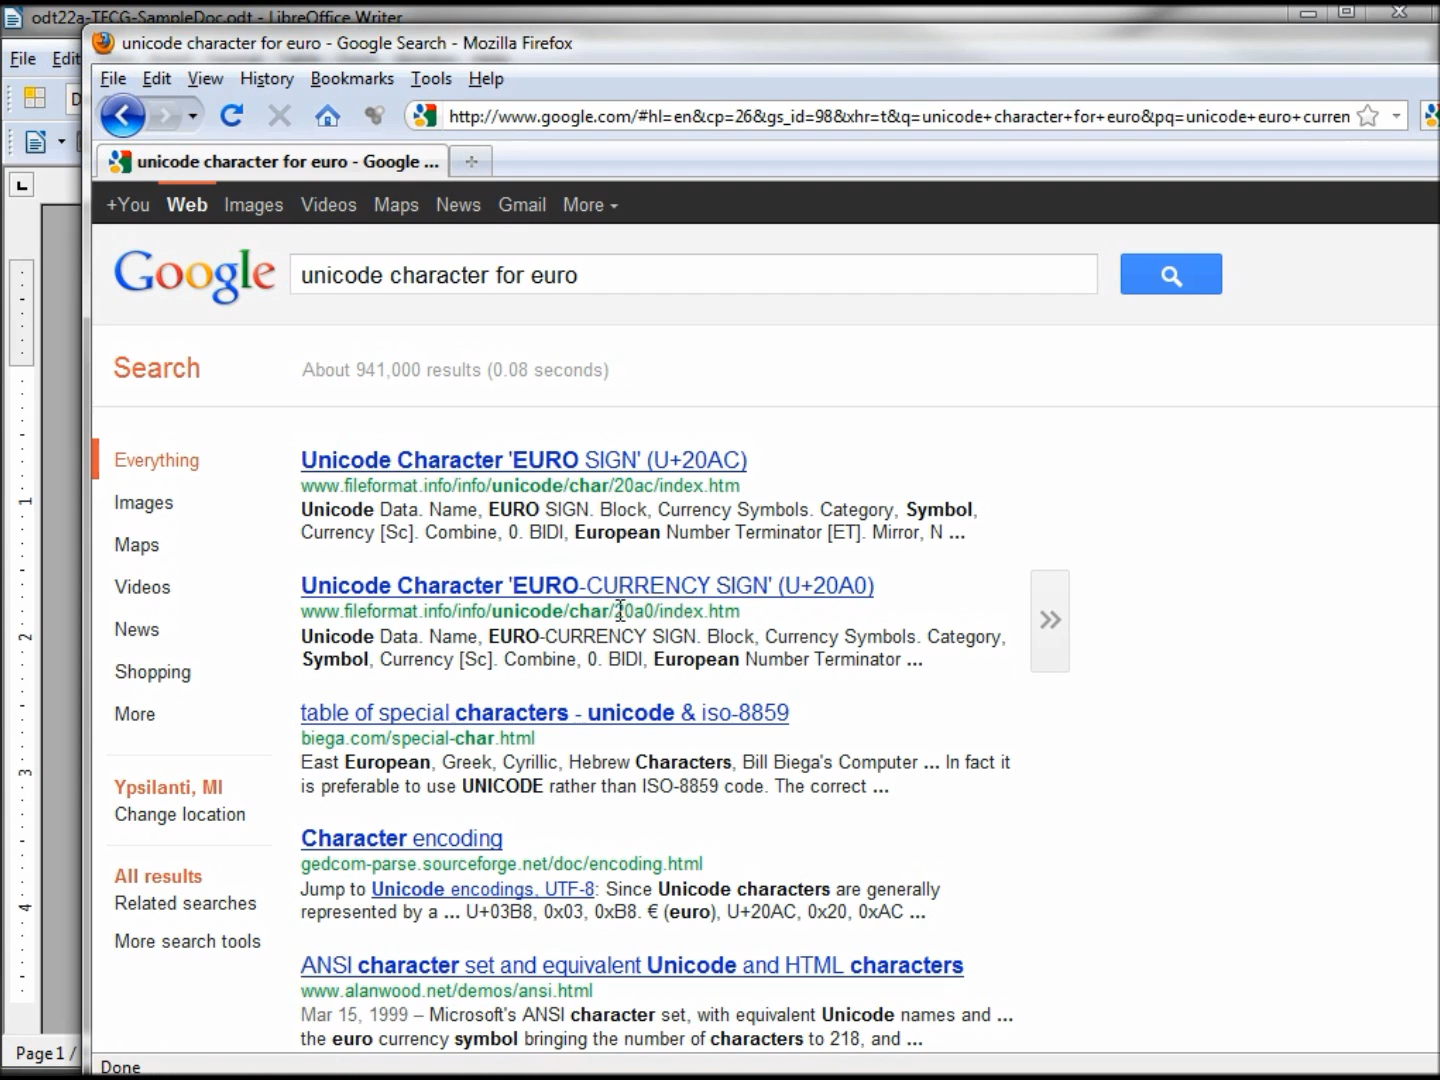 odt22a-TECG-SampleDoc.odt - LibreOffice Writer
File Edit
unicode character for euro - Google Search - Mozilla Firefox
File Edit View History Bookmarks Tools Help
http://www.google.com/#hl=en&cp=26&gs_id=98&xhr=t&q=unicode+character+for+euro&pq=unicode+euro+curren
unicode character for euro - Google ...
+You Web Images Videos Maps News Gmail More
Google unicode character for euro
Search About 941,000 results (0.08 seconds)
Everything
Images
Maps
Videos
News
Shopping
More
Ypsilanti, MI
Change location
All results
Related searches
More search tools
Unicode Character 'EURO SIGN' (U+20AC)
www.fileformat.info/info/unicode/char/20ac/index.htm
Unicode Data. Name, EURO SIGN. Block, Currency Symbols. Category, Symbol,
Currency [Sc]. Combine, 0. BIDI, European Number Terminator [ET]. Mirror, N ...
Unicode Character 'EURO-CURRENCY SIGN' (U+20A0)
www.fileformat.info/info/unicode/char/20a0/index.htm
Unicode Data. Name, EURO-CURRENCY SIGN. Block, Currency Symbols. Category,
Symbol, Currency [Sc]. Combine, 0. BIDI, European Number Terminator ...
table of special characters - unicode & iso-8859
biega.com/special-char.html
East European, Greek, Cyrillic, Hebrew Characters, Bill Biega's Computer ... In fact it
is preferable to use UNICODE rather than ISO-8859 code. The correct ...
Character encoding
gedcom-parse.sourceforge.net/doc/encoding.html
Jump to Unicode encodings, UTF-8: Since Unicode characters are generally
represented by a ... U+03B8, 0x03, 0xB8. € (euro), U+20AC, 0x20, 0xAC ...
ANSI character set and equivalent Unicode and HTML characters
www.alanwood.net/demos/ansi.html
Mar 15, 1999 – Microsoft's ANSI character set, with equivalent Unicode names and ...
the euro currency symbol bringing the number of characters to 218, and ...
1
2
3
4
Page1 /
Done